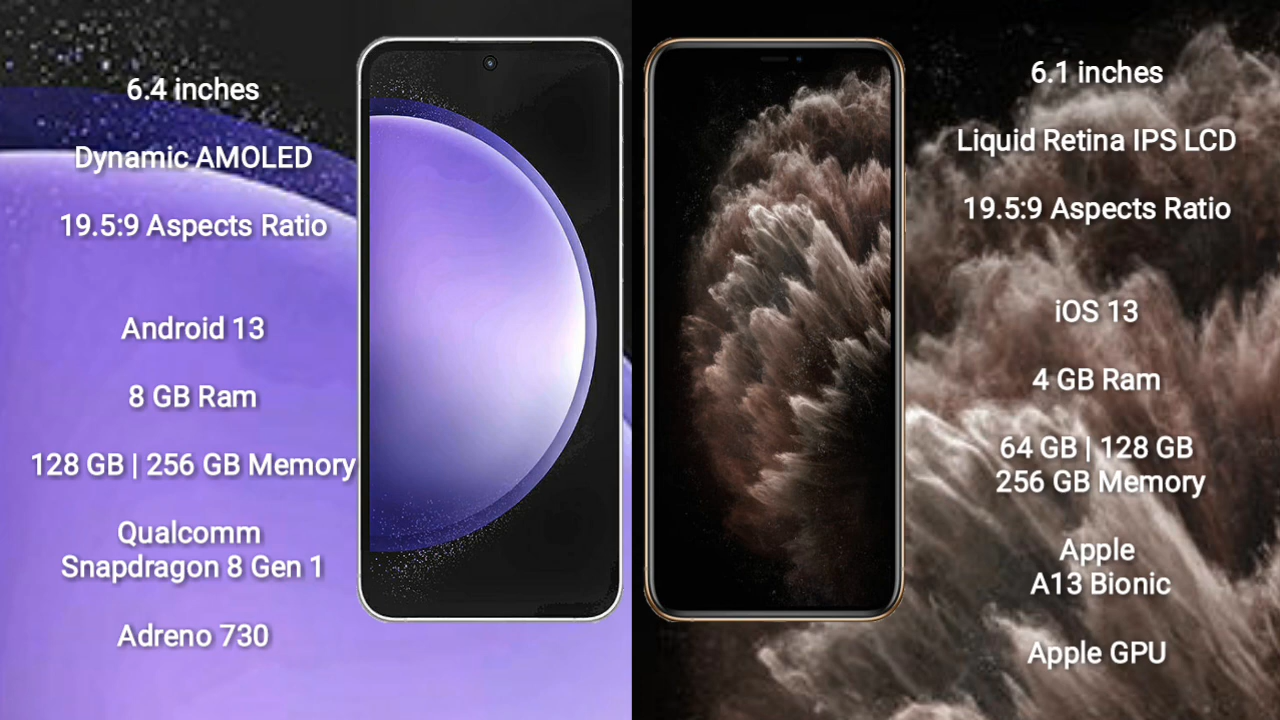 6.4 inches
Dynamic AMOLED
19.5:9 Aspects Ratio
Android 13
8 GB Ram
128 GB | 256 GB Memory
Qualcomm
Snapdragon 8 Gen 1
Adreno 730
6.1 inches
Liquid Retina IPS LCD
19.5:9 Aspects Ratio
iOS 13
4 GB Ram
64 GB | 128 GB
256 GB Memory
Apple
A13 Bionic
Apple GPU